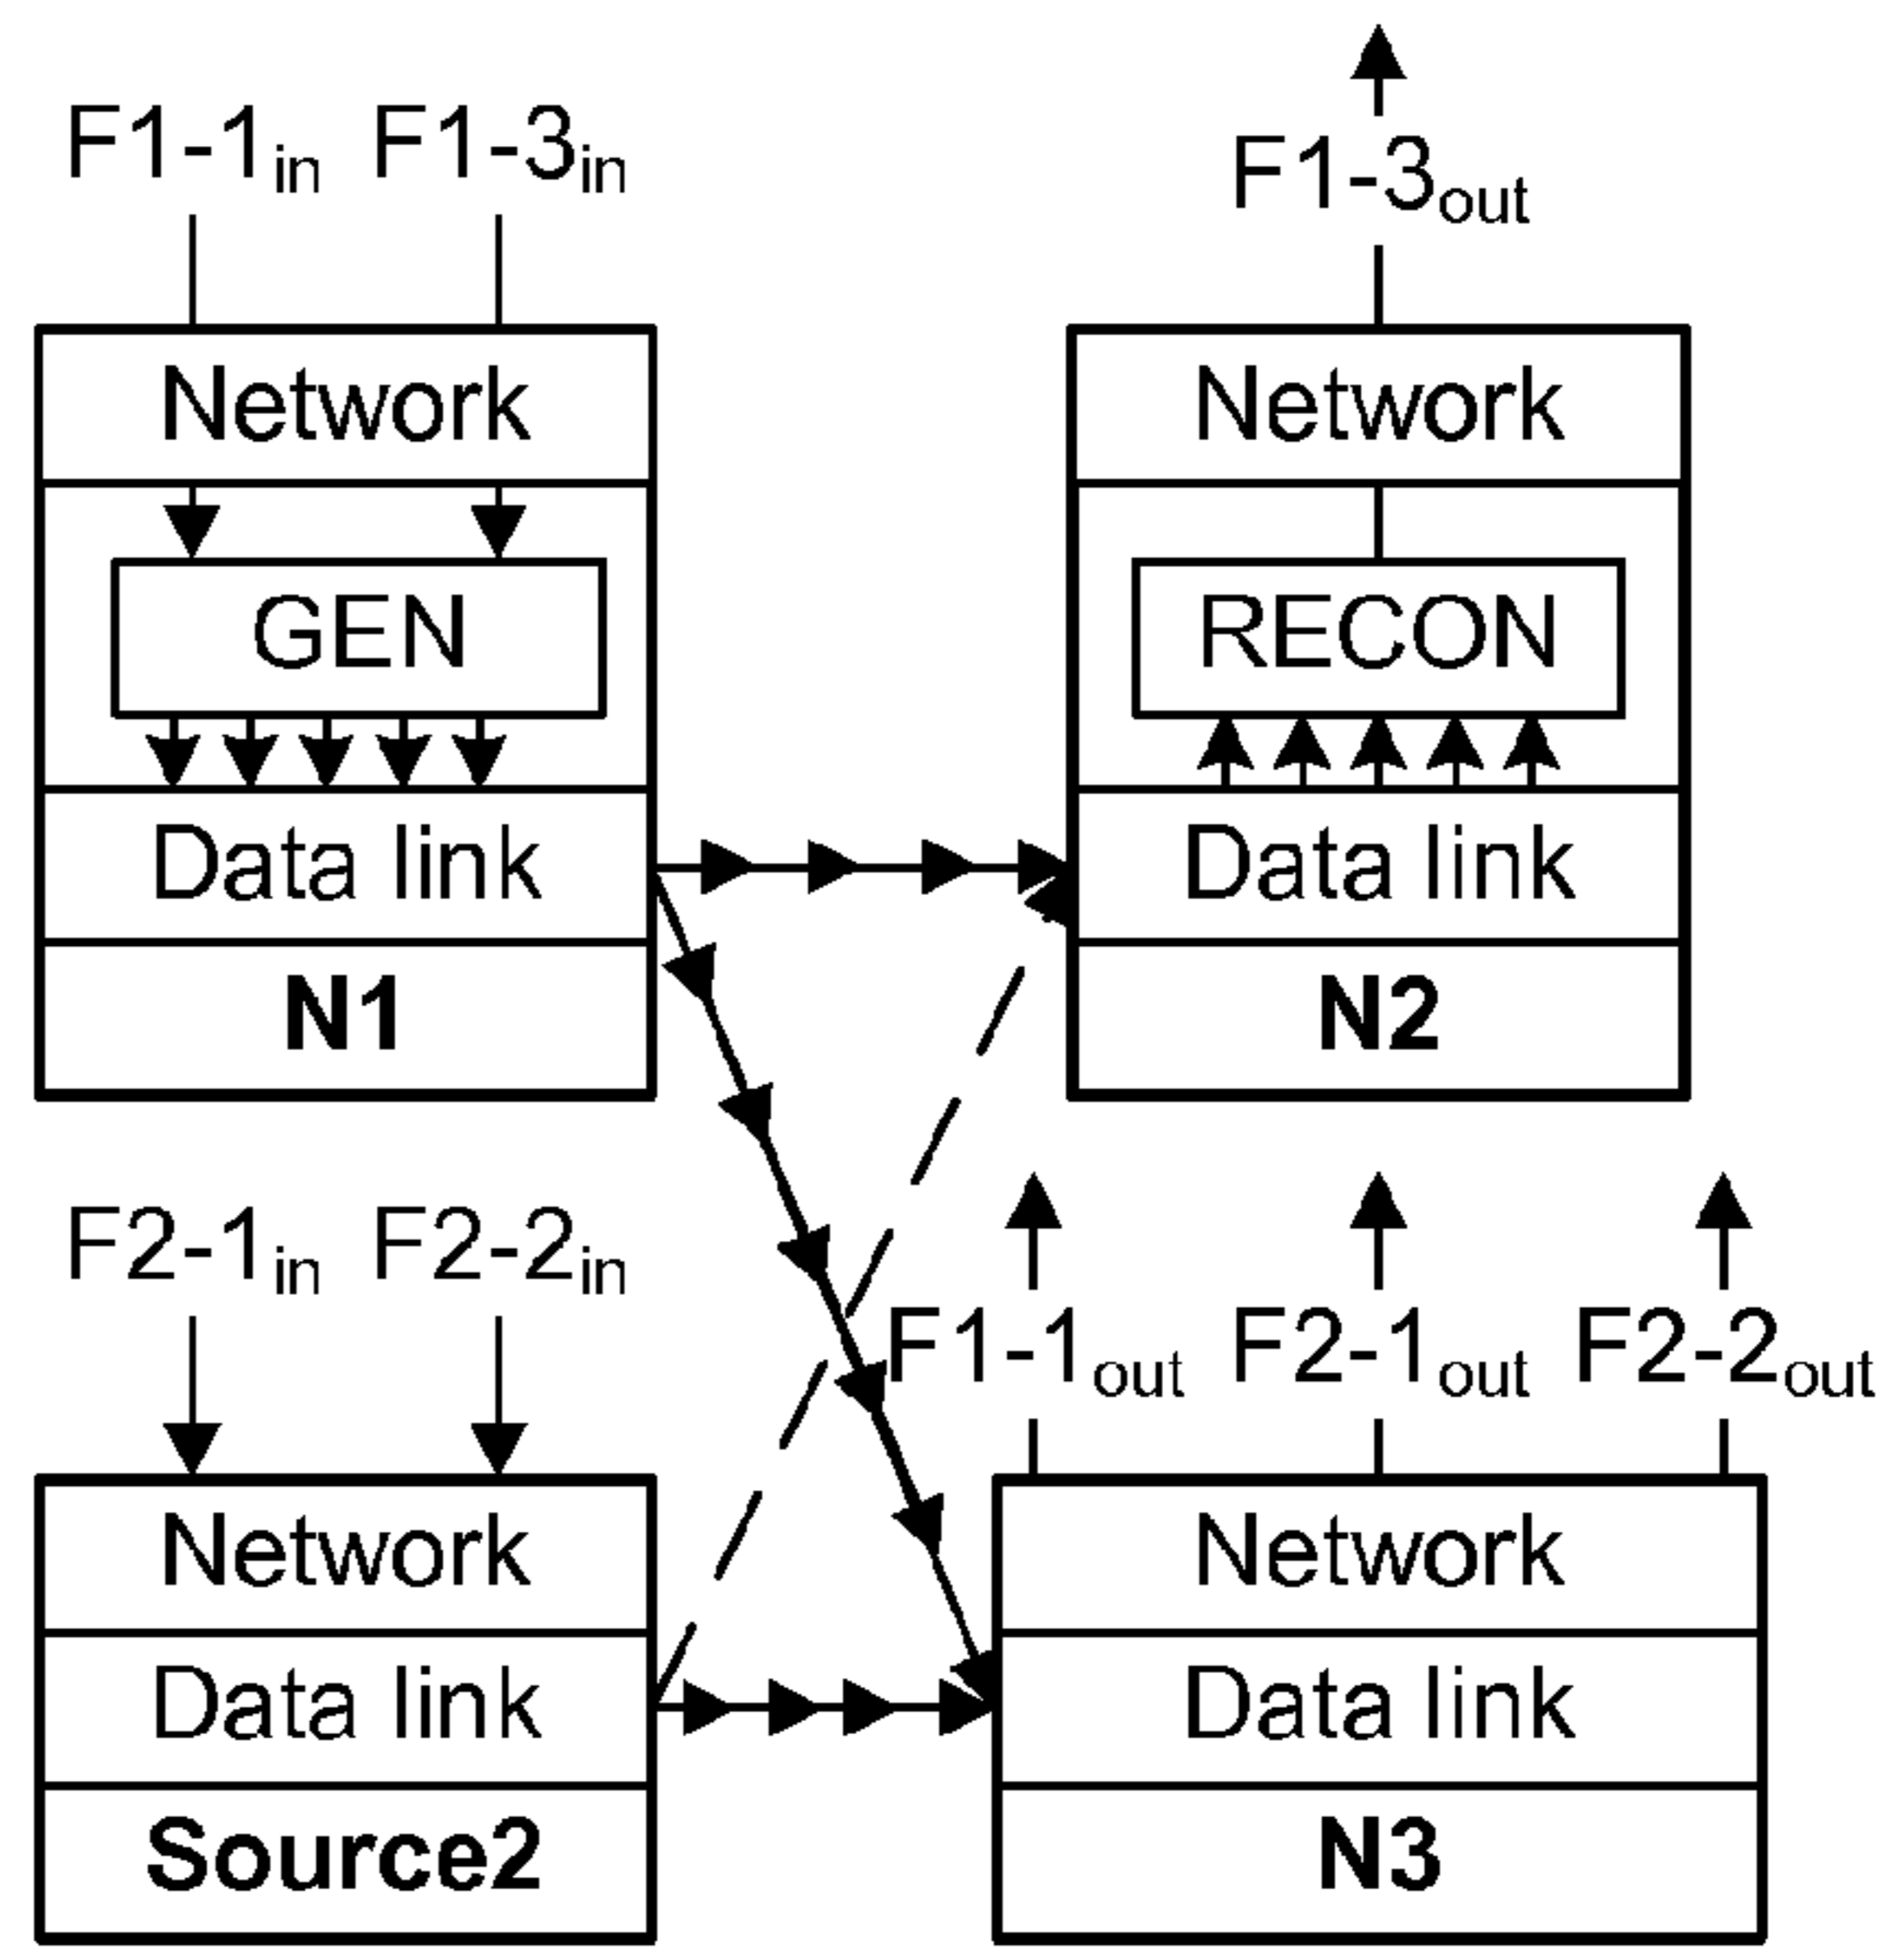 F1-1in F1-3in
F1-3out
Network
GEN
Data link
N1
Network
RECON
Data link
N2
F2-1in F2-2in
Network
Data link
Source2
F1-1out F2-1out F2-2out
Network
Data link
N3